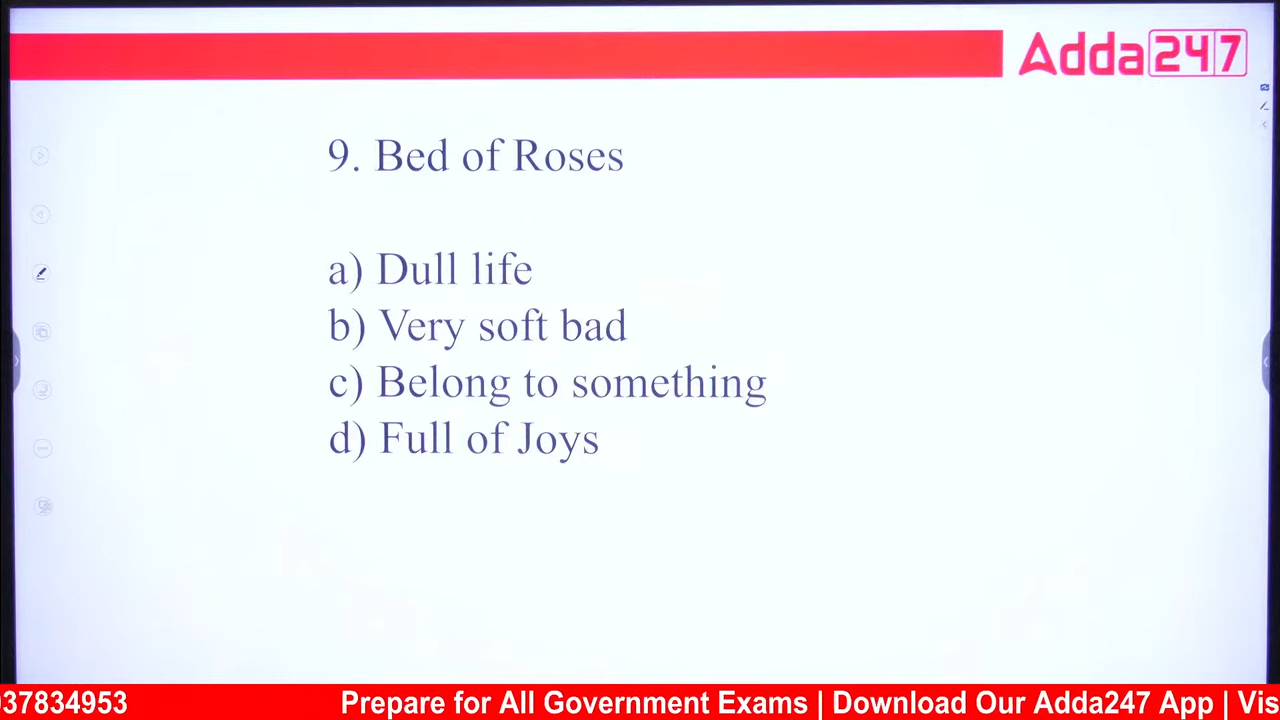 Adda247
9. Bed of Roses
a) Dull life
b) Very soft bad
c) Belong to something
d) Full of Joys
037834953 Prepare for All Government Exams | Download Our Adda247 App | Vis